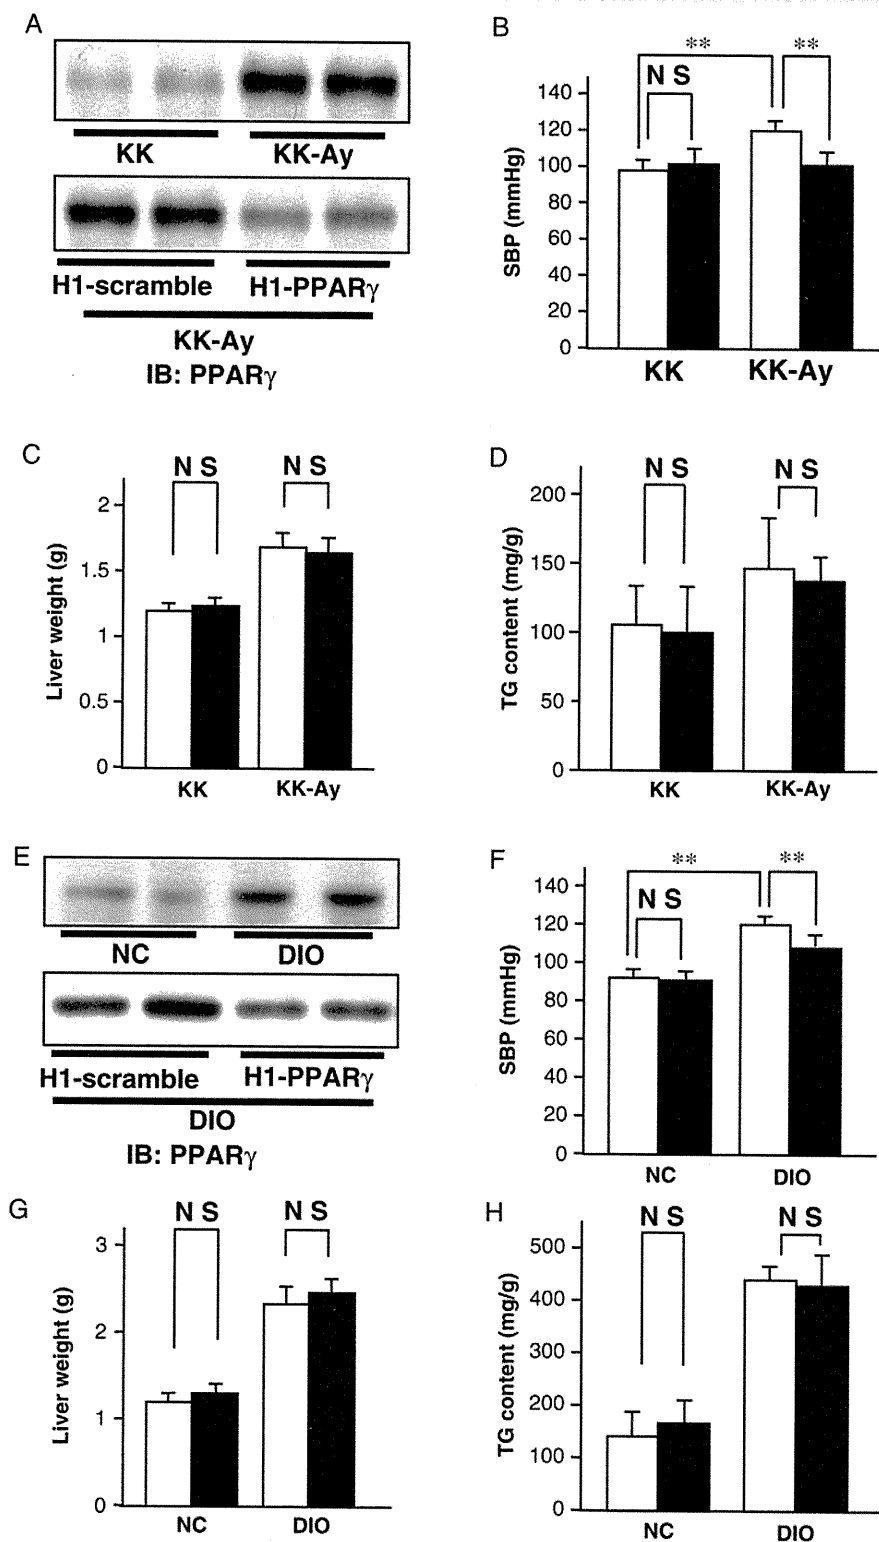 A
KK
KK-Ay
H1-scramble
H1-PPARγ
KK-Ay
IB: PPARγ
B
**
**
N S
SBP (mmHg)
140
120
100
80
60
40
20
0
KK
KK-Ay
C
N S
N S
Liver weight (g)
2
1.5
1
0.5
0
KK
KK-Ay
D
N S
N S
TG content (mg/g)
200
150
100
50
0
KK
KK-Ay
E
NC
DIO
H1-scramble
H1-PPARγ
DIO
IB: PPARγ
F
**
**
N S
SBP (mmHg)
140
120
100
80
60
40
20
0
NC
DIO
G
N S
N S
Liver weight (g)
3
2
1
0
NC
DIO
H
N S
N S
TG content (mg/g)
500
400
300
200
100
0
NC
DIO